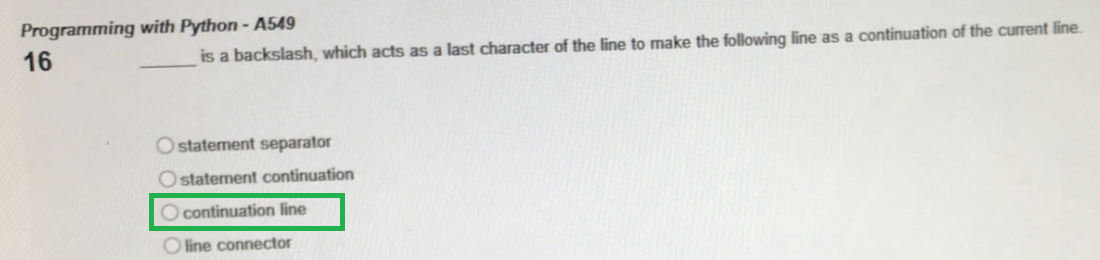 Programming with Python - A549
16 _____ is a backslash, which acts as a last character of the line to make the following line as a continuation of the current line.
statement separator
statement continuation
continuation line
line connector